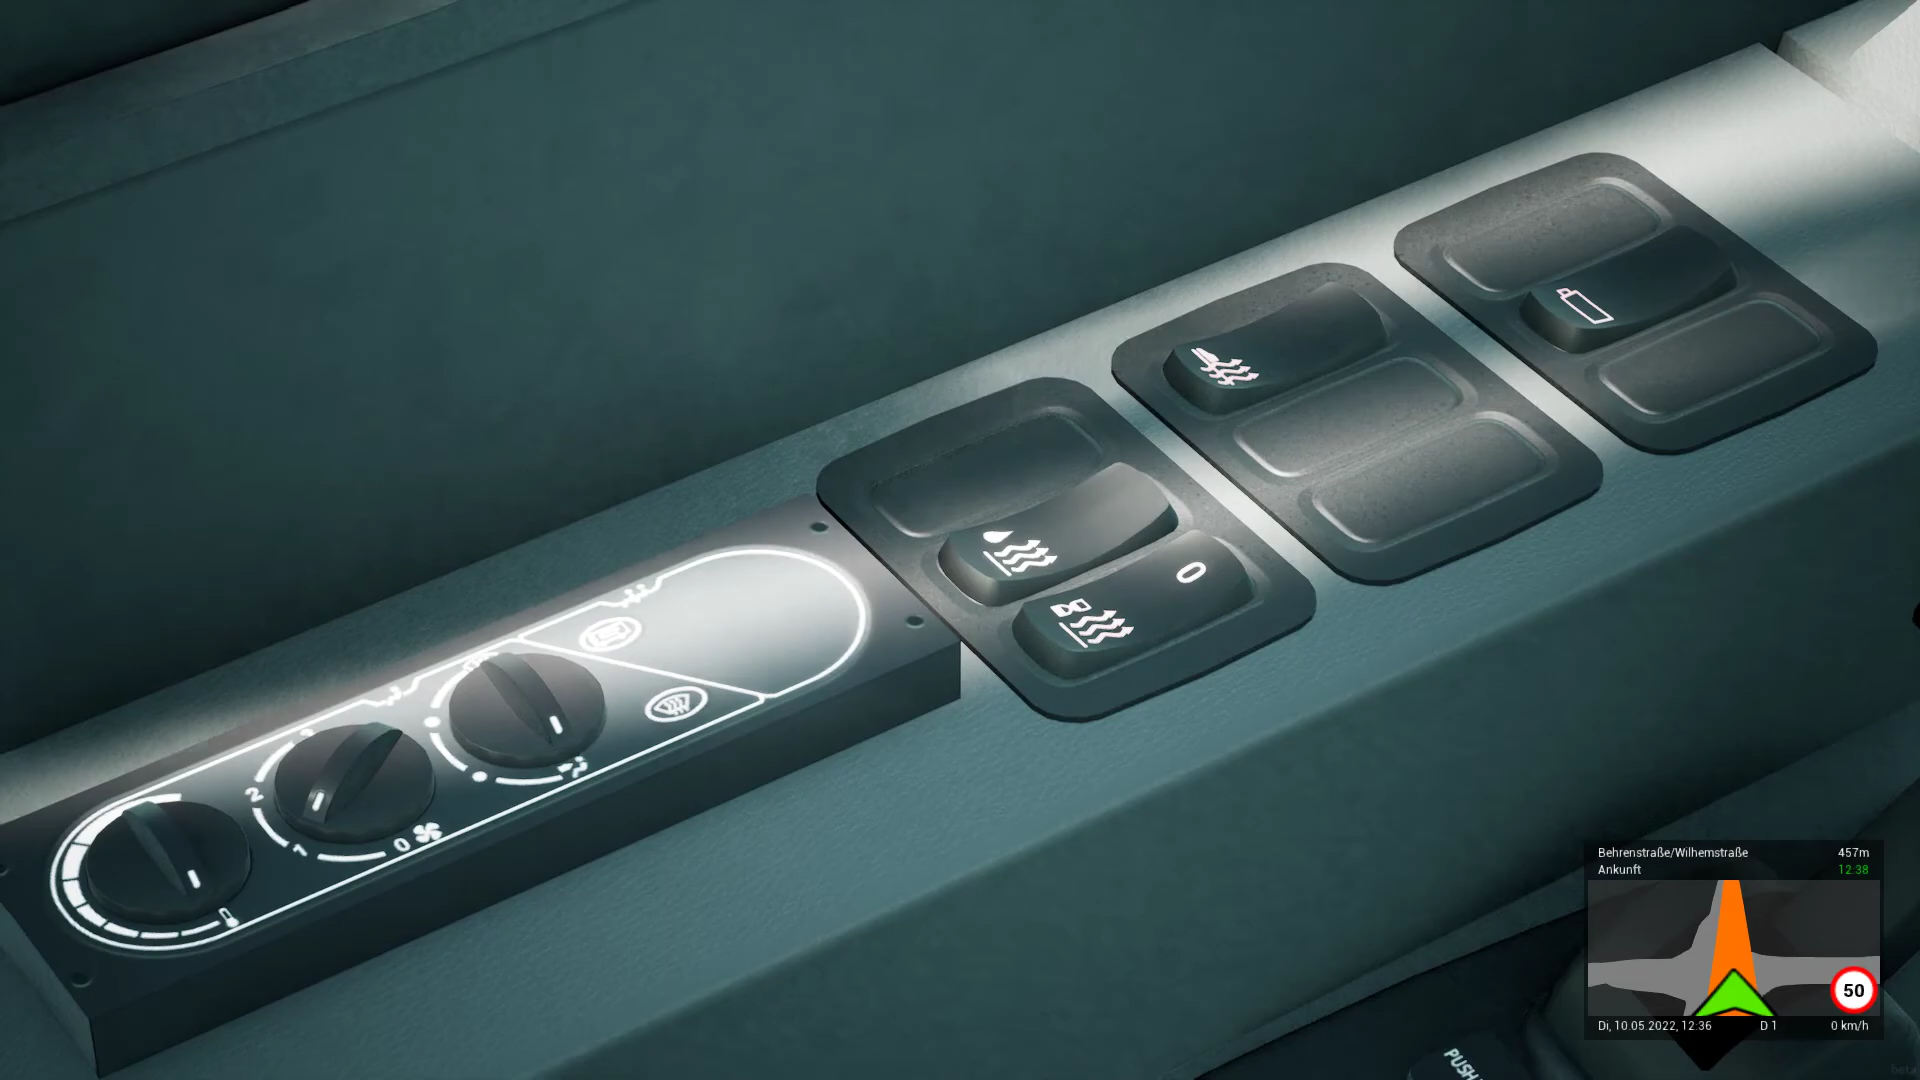 0
2
1
0
Behrenstraße/Wilhemstraße 457m
Ankunft 12:38
50
Di, 10.05.2022, 12:36 D 1 0 km/h
PUSH
beta